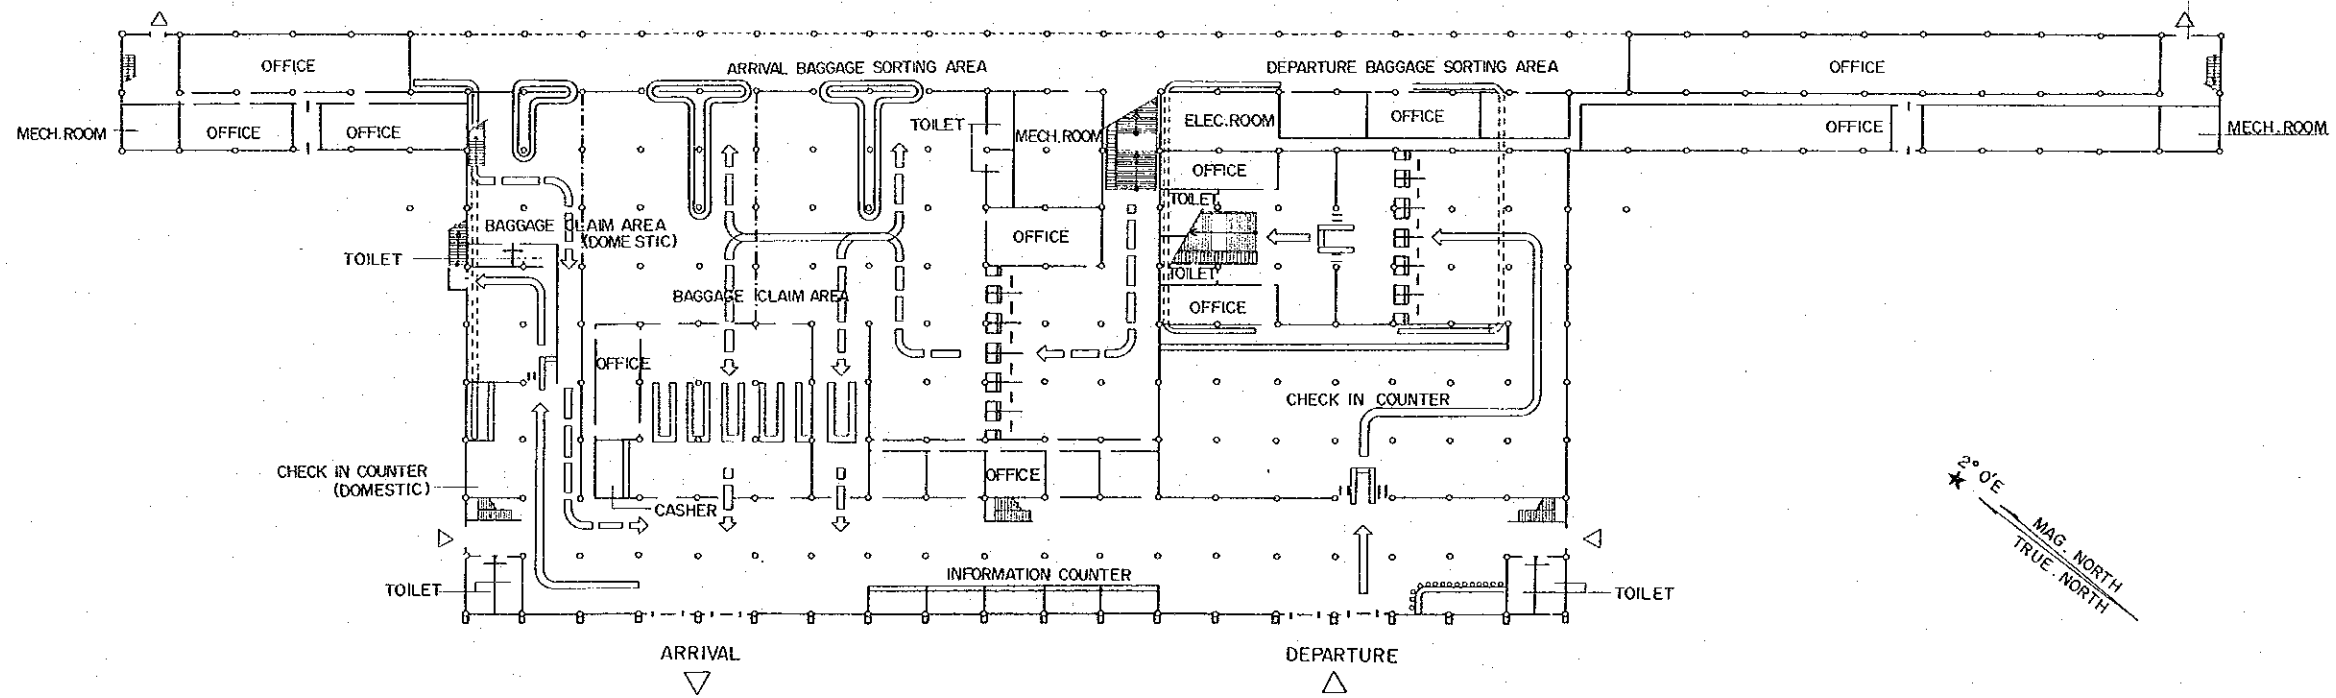 OFFICE
ARRIVAL BAGGAGE SORTING AREA
DEPARTURE BAGGAGE SORTING AREA
OFFICE
MECH.ROOM
OFFICE
OFFICE
TOILET
MECH.ROOM
ELEC.ROOM
OFFICE
OFFICE
MECH.ROOM
OFFICE
TOILET
BAGGAGE CLAIM AREA
(DOMESTIC)
OFFICE
TOILET
TOILET
BAGGAGE CLAIM AREA
OFFICE
OFFICE
CHECK IN COUNTER
CHECK IN COUNTER
(DOMESTIC)
OFFICE
CASHER
2° 0'E
MAG. NORTH
TRUE. NORTH
INFORMATION COUNTER
TOILET
TOILET
ARRIVAL
DEPARTURE